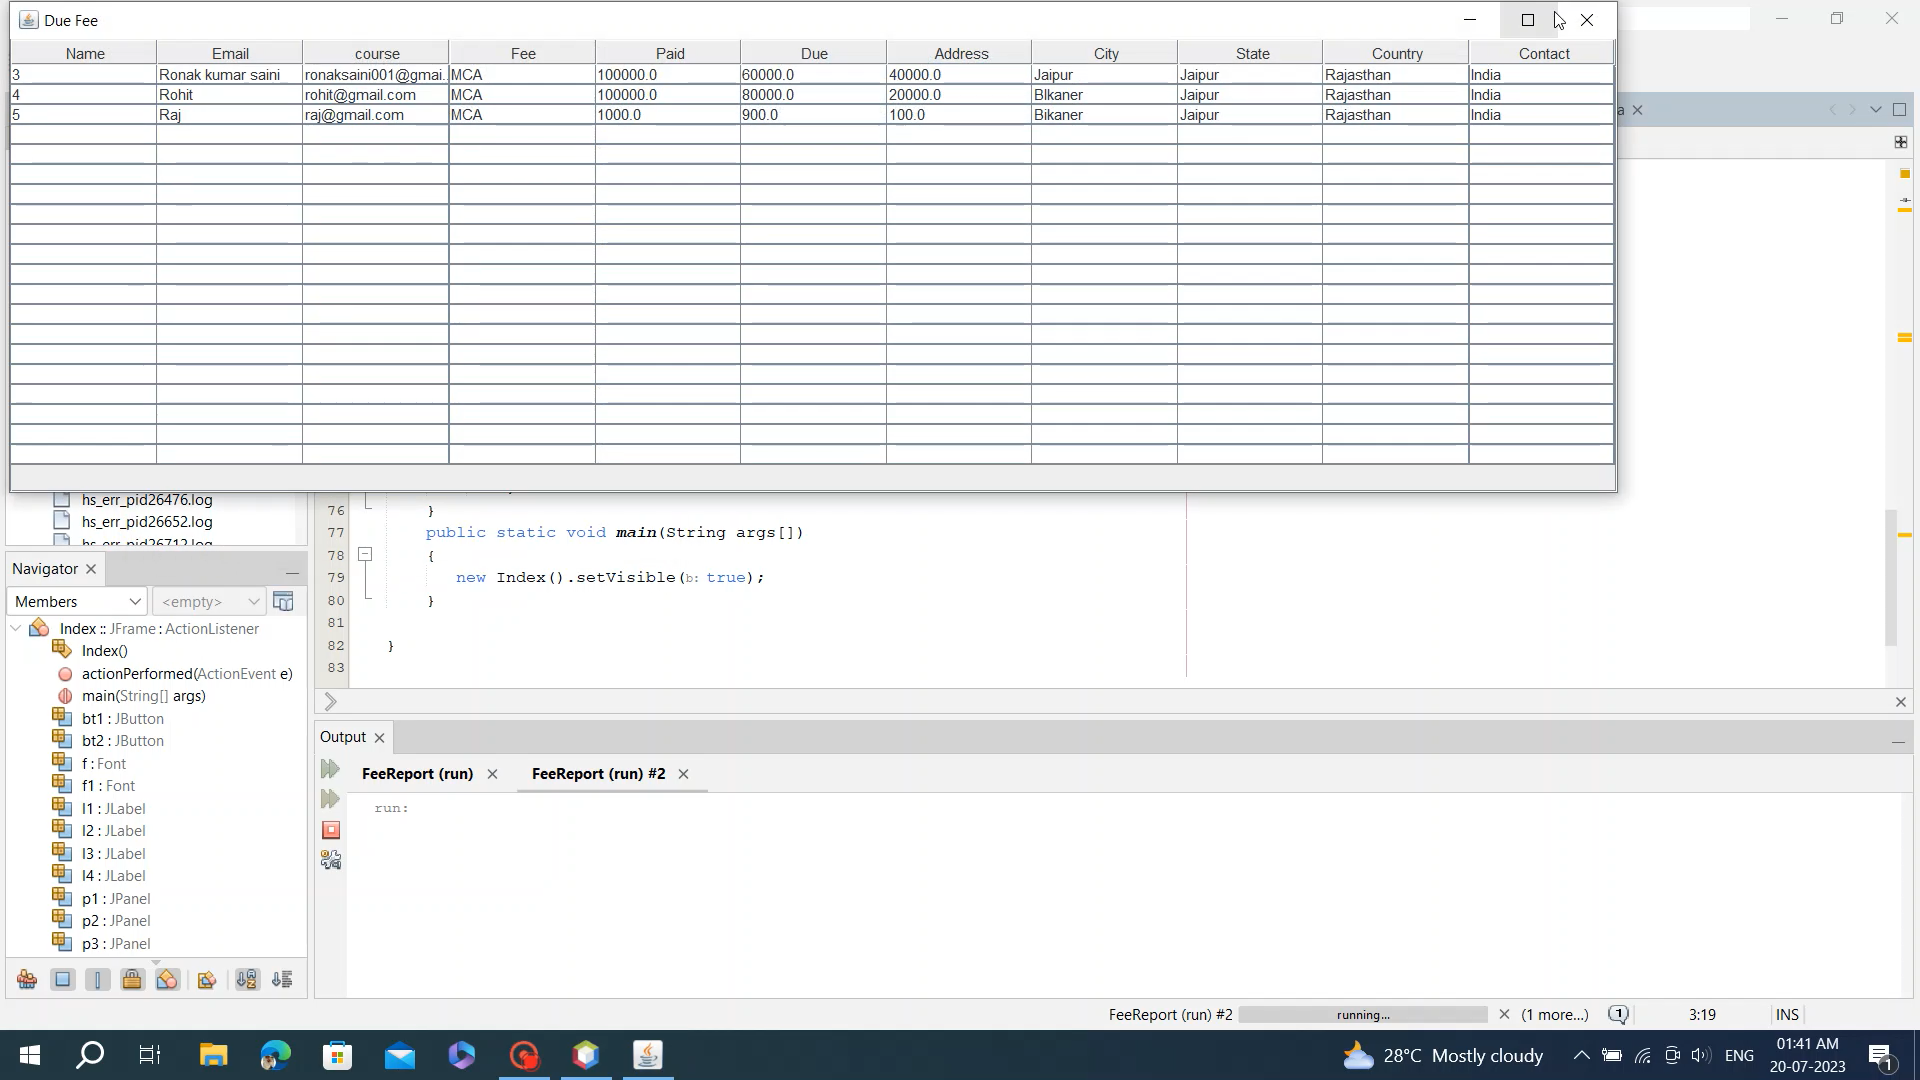 Due Fee
Name Email course Fee Paid Due Address City State Country Contact
3 Ronak kumar saini ronaksaini001@gmai... MCA 100000.0 60000.0 40000.0 Jaipur Jaipur Rajasthan India
4 Rohit rohit@gmail.com MCA 100000.0 80000.0 20000.0 BIkaner Jaipur Rajasthan India
5 Raj raj@gmail.com MCA 1000.0 900.0 100.0 Bikaner Jaipur Rajasthan India
a
hs_err_pid26476.log
hs_err_pid26652.log
hs_err_pid26712.log
76 }
77 public static void main(String args[])
78 {
79 new Index().setVisible(b: true);
80 }
81
82 }
83
Navigator
Members <empty>
Index :: JFrame : ActionListener
Index()
actionPerformed(ActionEvent e)
main(String[] args)
bt1 : JButton
bt2 : JButton
f : Font
f1 : Font
l1 : JLabel
l2 : JLabel
l3 : JLabel
l4 : JLabel
p1 : JPanel
p2 : JPanel
p3 : JPanel
Output
FeeReport (run) FeeReport (run) #2
run:
FeeReport (run) #2 running... (1 more...) 1 3:19 INS
28°C Mostly cloudy ENG 01:41 AM
20-07-2023 1